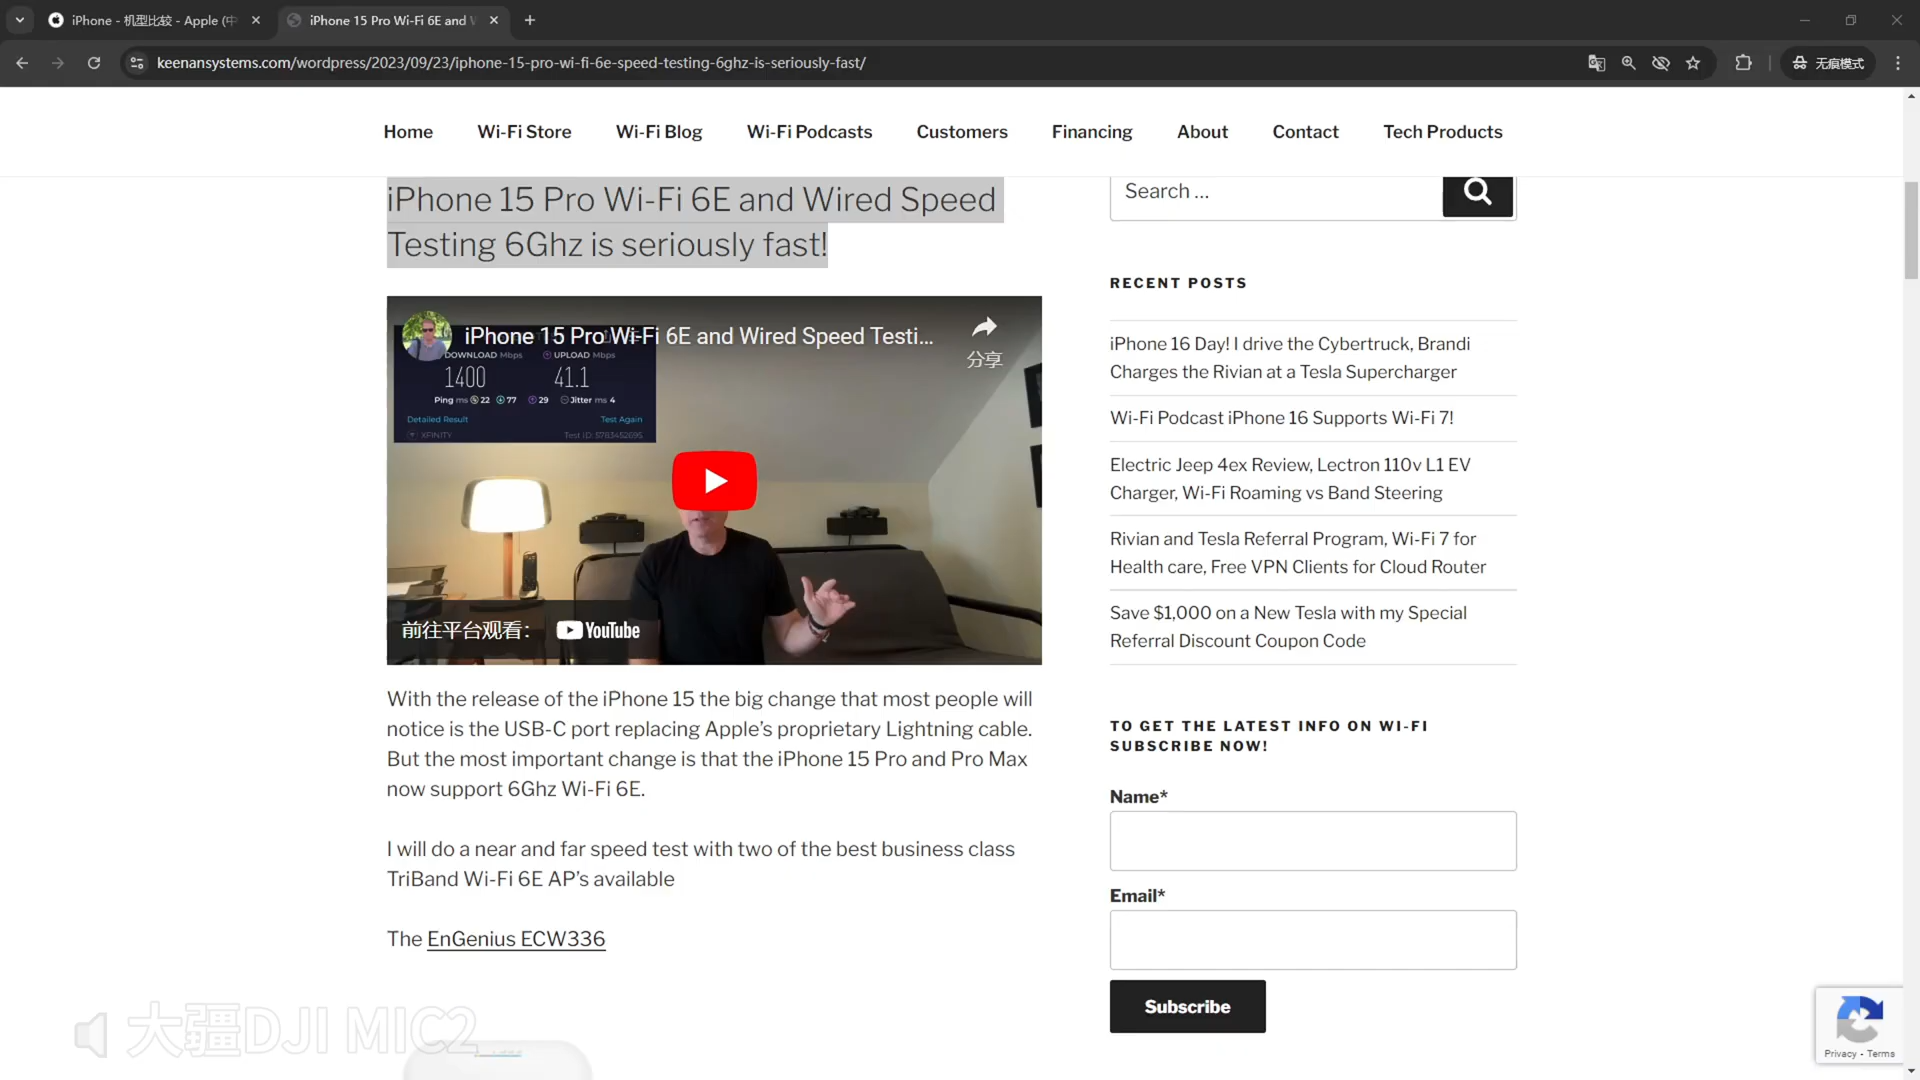 iPhone - 机型比较 - Apple (中
iPhone 15 Pro Wi-Fi 6E and W
keenansystems.com/wordpress/2023/09/23/iphone-15-pro-wi-fi-6e-speed-testing-6ghz-is-seriously-fast/
无痕模式
Home Wi-Fi Store Wi-Fi Blog Wi-Fi Podcasts Customers Financing About Contact Tech Products
iPhone 15 Pro Wi-Fi 6E and Wired Speed
Testing 6Ghz is seriously fast!
iPhone 15 Pro Wi-Fi 6E and Wired Speed Testi...
分享
DOWNLOAD Mbps UPLOAD Mbps
1400 41.1
Ping ms 22 77 29 Jitter ms 4
Detailed Result Test Again
XFINITY Test ID: 51783452695
前往平台观看：
YouTube
With the release of the iPhone 15 the big change that most people will
notice is the USB-C port replacing Apple’s proprietary Lightning cable.
But the most important change is that the iPhone 15 Pro and Pro Max
now support 6Ghz Wi-Fi 6E.
I will do a near and far speed test with two of the best business class
TriBand Wi-Fi 6E AP’s available
The EnGenius ECW336
Search …
RECENT POSTS
iPhone 16 Day! I drive the Cybertruck, Brandi
Charges the Rivian at a Tesla Supercharger
Wi-Fi Podcast iPhone 16 Supports Wi-Fi 7!
Electric Jeep 4ex Review, Lectron 110v L1 EV
Charger, Wi-Fi Roaming vs Band Steering
Rivian and Tesla Referral Program, Wi-Fi 7 for
Health care, Free VPN Clients for Cloud Router
Save $1,000 on a New Tesla with my Special
Referral Discount Coupon Code
TO GET THE LATEST INFO ON WI-FI
SUBSCRIBE NOW!
Name*
Email*
Subscribe
Privacy - Terms
大疆DJI MIC2